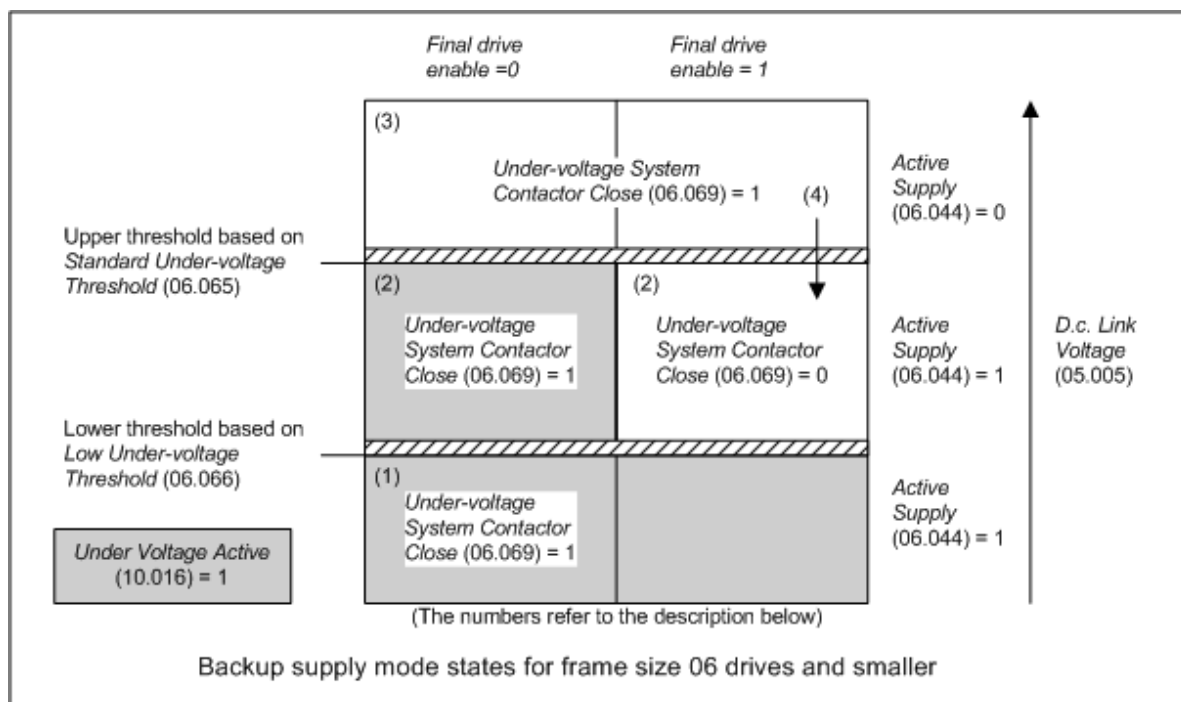 Final drive
enable =0
Final drive
enable = 1
(3)
Under-voltage System
Contactor Close (06.069) = 1
(4)
Active
Supply
(06.044) = 0
Upper threshold based on
Standard Under-voltage
Threshold (06.065)
(2)
Under-voltage
System Contactor
Close (06.069) = 1
(2)
Under-voltage
System Contactor
Close (06.069) = 0
Active
Supply
(06.044) = 1
D.c. Link
Voltage
(05.005)
Lower threshold based on
Low Under-voltage
Threshold (06.066)
(1)
Under-voltage
System Contactor
Close (06.069) = 1
Active
Supply
(06.044) = 1
Under Voltage Active
(10.016) = 1
(The numbers refer to the description below)
Backup supply mode states for frame size 06 drives and smaller